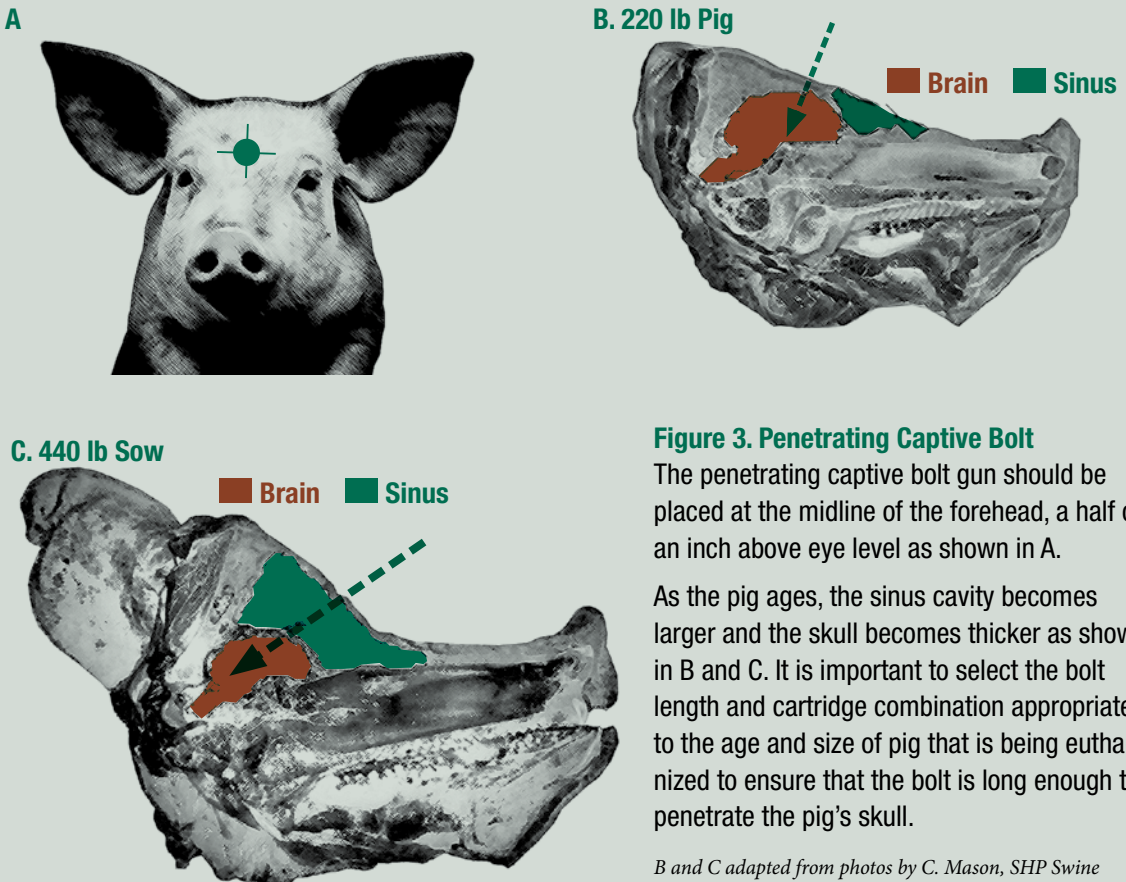 A
B. 220 lb Pig
Brain Sinus
C. 440 lb Sow
Brain Sinus
Figure 3. Penetrating Captive Bolt
The penetrating captive bolt gun should be
placed at the midline of the forehead, a half
an inch above eye level as shown in A.
As the pig ages, the sinus cavity becomes
larger and the skull becomes thicker as
in B and C. It is important to select the bolt
length and cartridge combination appropriate
to the age and size of pig that is being eutha-
nized to ensure that the bolt is long enough
penetrate the pig's skull.
B and C adapted from photos by C. Mason, SHP Swine